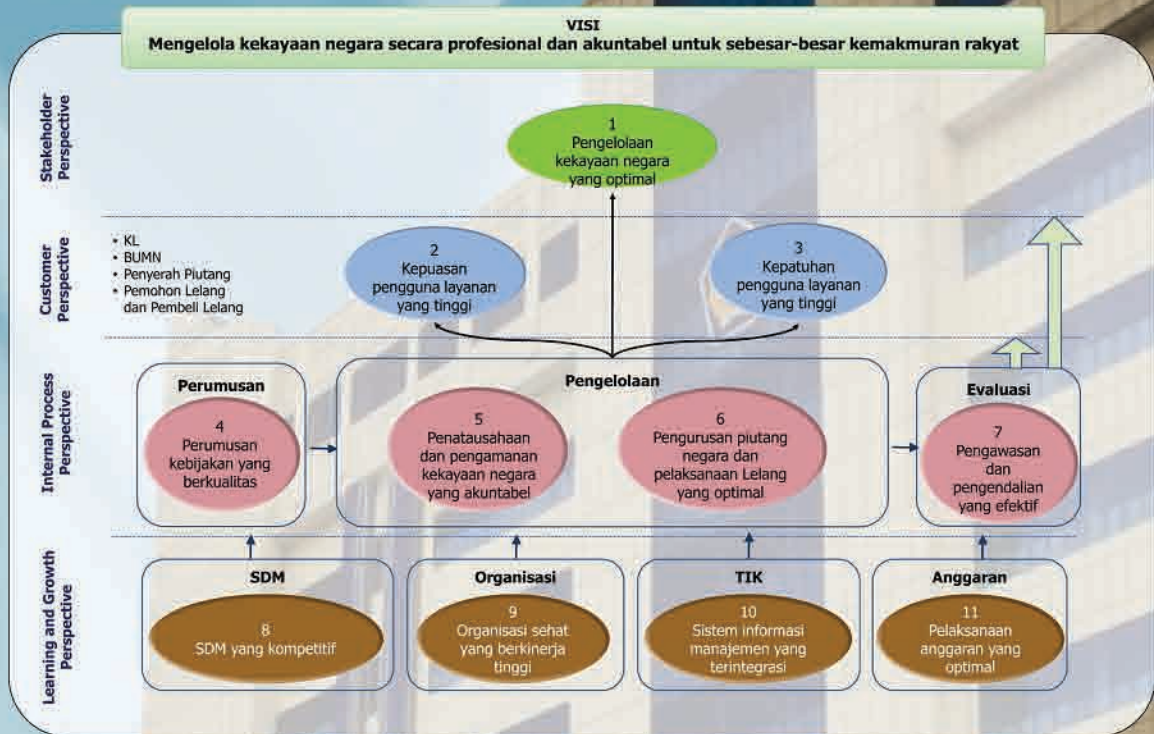 VISI
Mengelola kekayaan negara secara profesional dan akuntabel untuk sebesar-besar kemakmuran rakyat
Stakeholder
Perspective
1
Pengelolaan
kekayaan negara
yang optimal
Customer
Perspective
• KL
• BUMN
• Penyerah Piutang
• Pemohon Lelang
dan Pembell Lelang
2
Kepuasan
pengguna layanan
yang tinggi
3
Kepatuhan
pengguna layanan
yang tinggi
Internal Process
Perspective
Perumusan
4
Perumusan
kebijakan yang
berkualitas
Pengelolaan
5
Penatausahaan
dan pengamanan
kekayaan negara
yang akuntabel
6
Pengurusan piutang
negara dan
pelaksanaan Lelang
yang optimal
Evaluasi
7
Pengawasan
dan
pengendalian
yang efektif
Learning and Growth
Perspective
SDM
8
SDM yang kompetitif
Organisasi
9
Organisasi sehat
yang berkinerja
tinggi
TIK
10
Sistem informasi
manajemen yang
terintegrasi
Anggaran
11
Pelaksanaan
anggaran yang
optimal